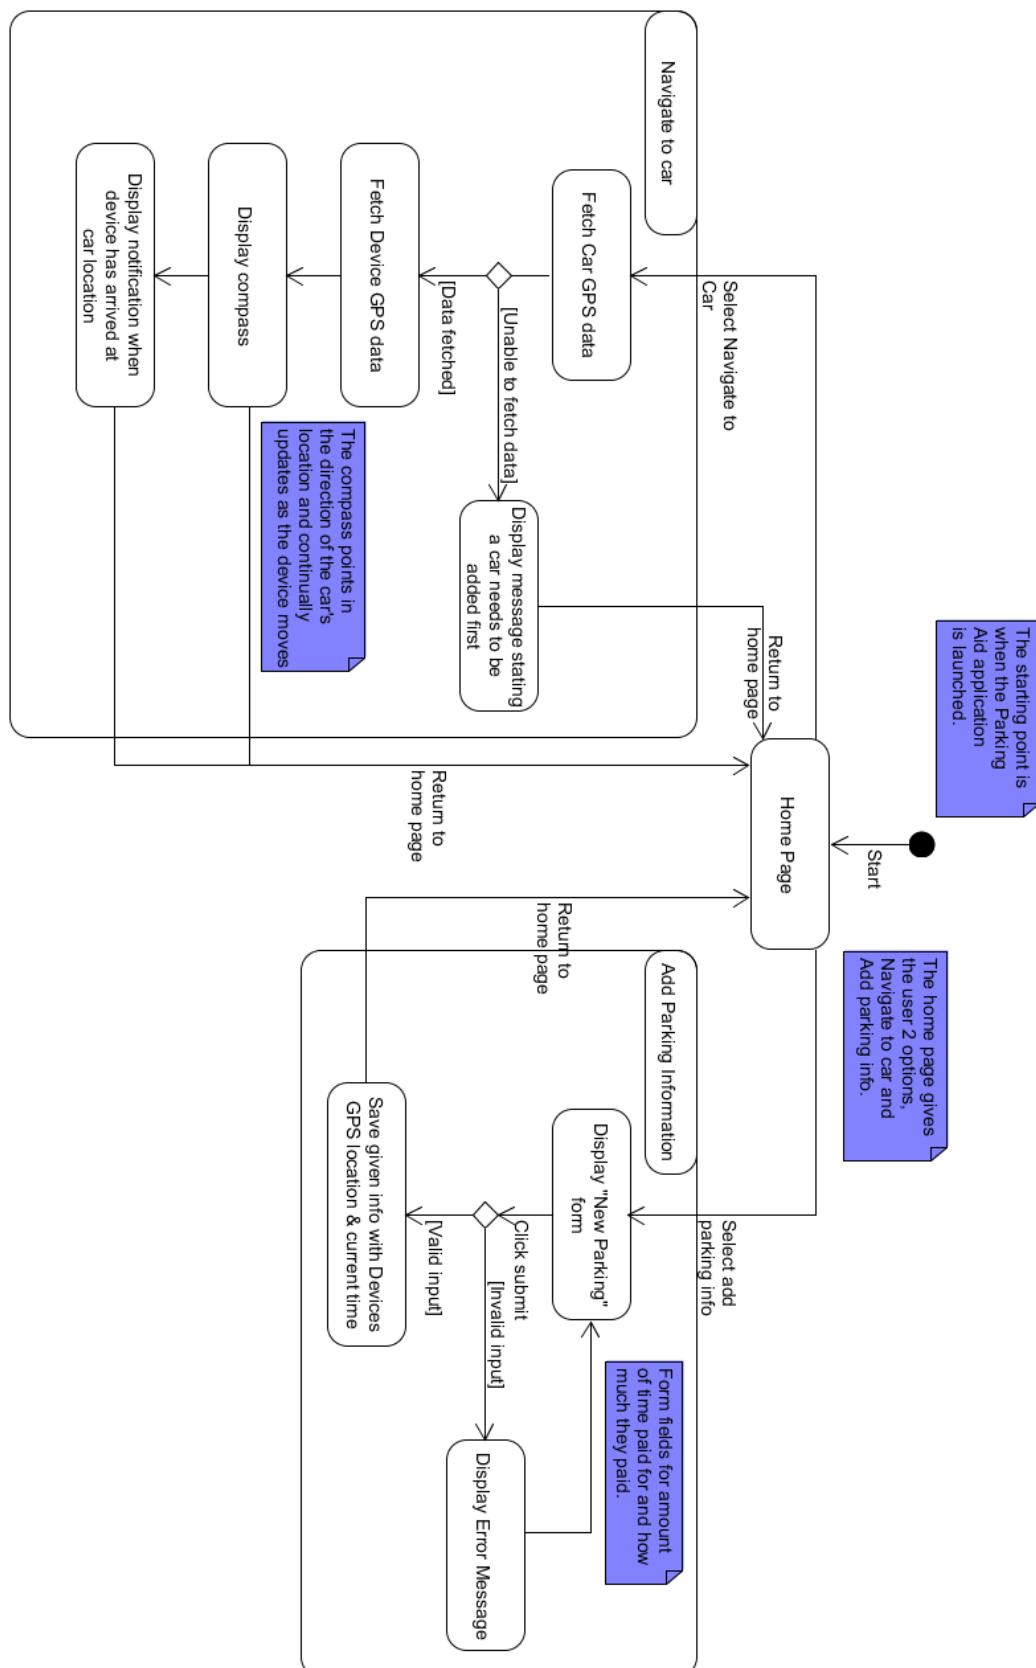 The starting point is
when the Parking
Aid application
is launched.
Start
The home page gives
the user 2 options,
Navigate to car and
Add parking info.
Home Page
Select Navigate to
Car
Return to
home page
Select add
parking info
Navigate to car
Fetch Car GPS data
[Unable to fetch data]
[Data fetched]
Display message stating
a car needs to be
added first
Fetch Device GPS data
The compass points in
the direction of the car's
location and continually
updates as the device moves
Display compass
Display notification when
device has arrived at
car location
Return to
home page
Return to
home page
Add Parking Information
Display "New Parking"
form
Form fields for amount
of time paid for and how
much they paid.
Click submit
[Invalid input]
[Valid input]
Display Error Message
Save given info with Devices
GPS location & current time